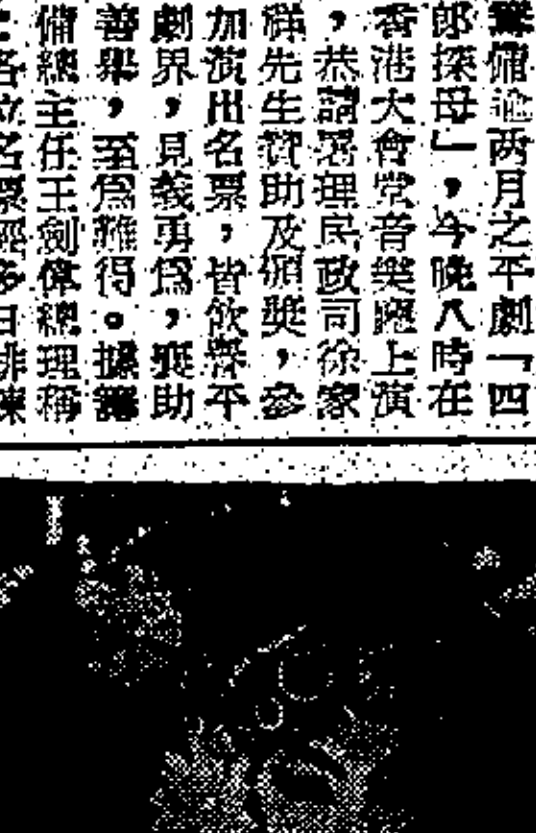 籌備逾两月之平劇「四
郎探母」，今晚八時在
香港大會堂音樂廳上演
，恭請署理民政司徐家
祥先生賛助及頒獎，參
加演出名票，皆飲譽平
劇界，見義勇爲，襄助
善舉，至爲難得。據籌
備總主任王劍偉總理稱
各位名票經多日排練